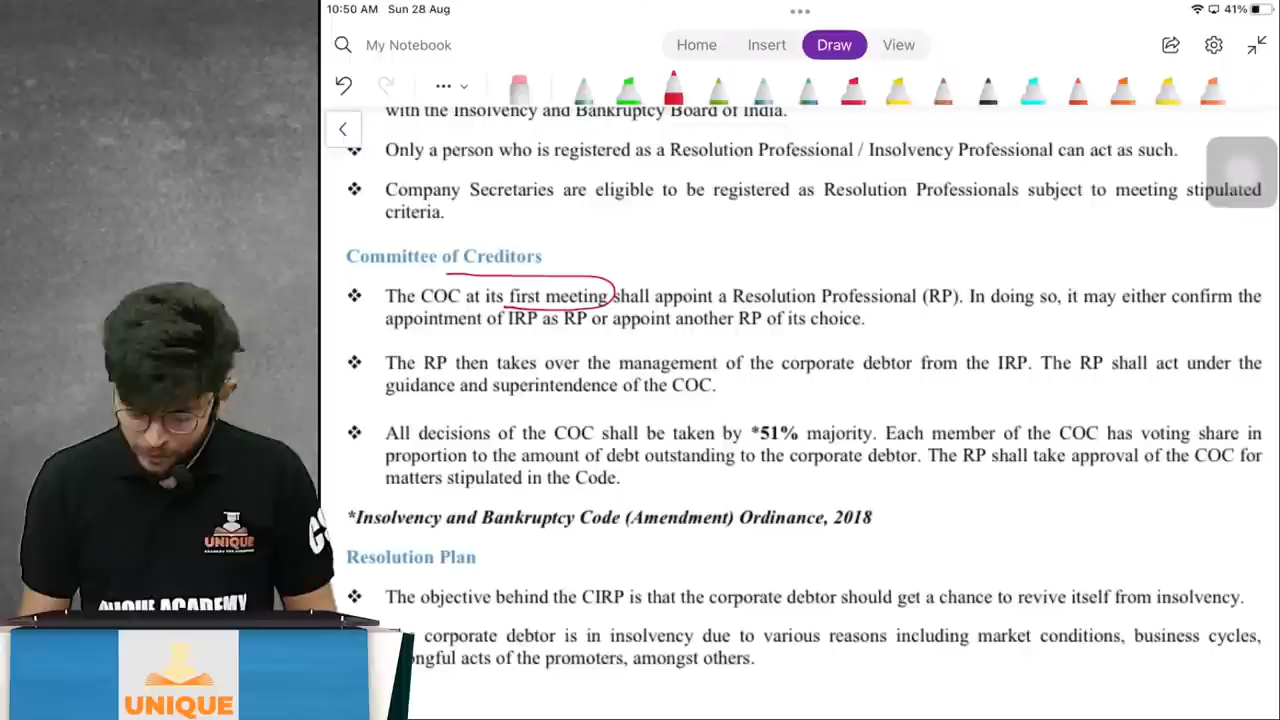 10:50 AM Sun 28 Aug
41%
My Notebook
Home Insert Draw View
with the Insolvency and Bankruptcy Board of India.
❖ Only a person who is registered as a Resolution Professional / Insolvency Professional can act as such.
❖ Company Secretaries are eligible to be registered as Resolution Professionals subject to meeting stipulated
criteria.
Committee of Creditors
❖ The COC at its first meeting shall appoint a Resolution Professional (RP). In doing so, it may either confirm the
appointment of IRP as RP or appoint another RP of its choice.
❖ The RP then takes over the management of the corporate debtor from the IRP. The RP shall act under the
guidance and superintendence of the COC.
❖ All decisions of the COC shall be taken by *51% majority. Each member of the COC has voting share in
proportion to the amount of debt outstanding to the corporate debtor. The RP shall take approval of the COC for
matters stipulated in the Code.
*Insolvency and Bankruptcy Code (Amendment) Ordinance, 2018
Resolution Plan
❖ The objective behind the CIRP is that the corporate debtor should get a chance to revive itself from insolvency.
corporate debtor is in insolvency due to various reasons including market conditions, business cycles,
ongful acts of the promoters, amongst others.
UNIQUE
UNIQUE